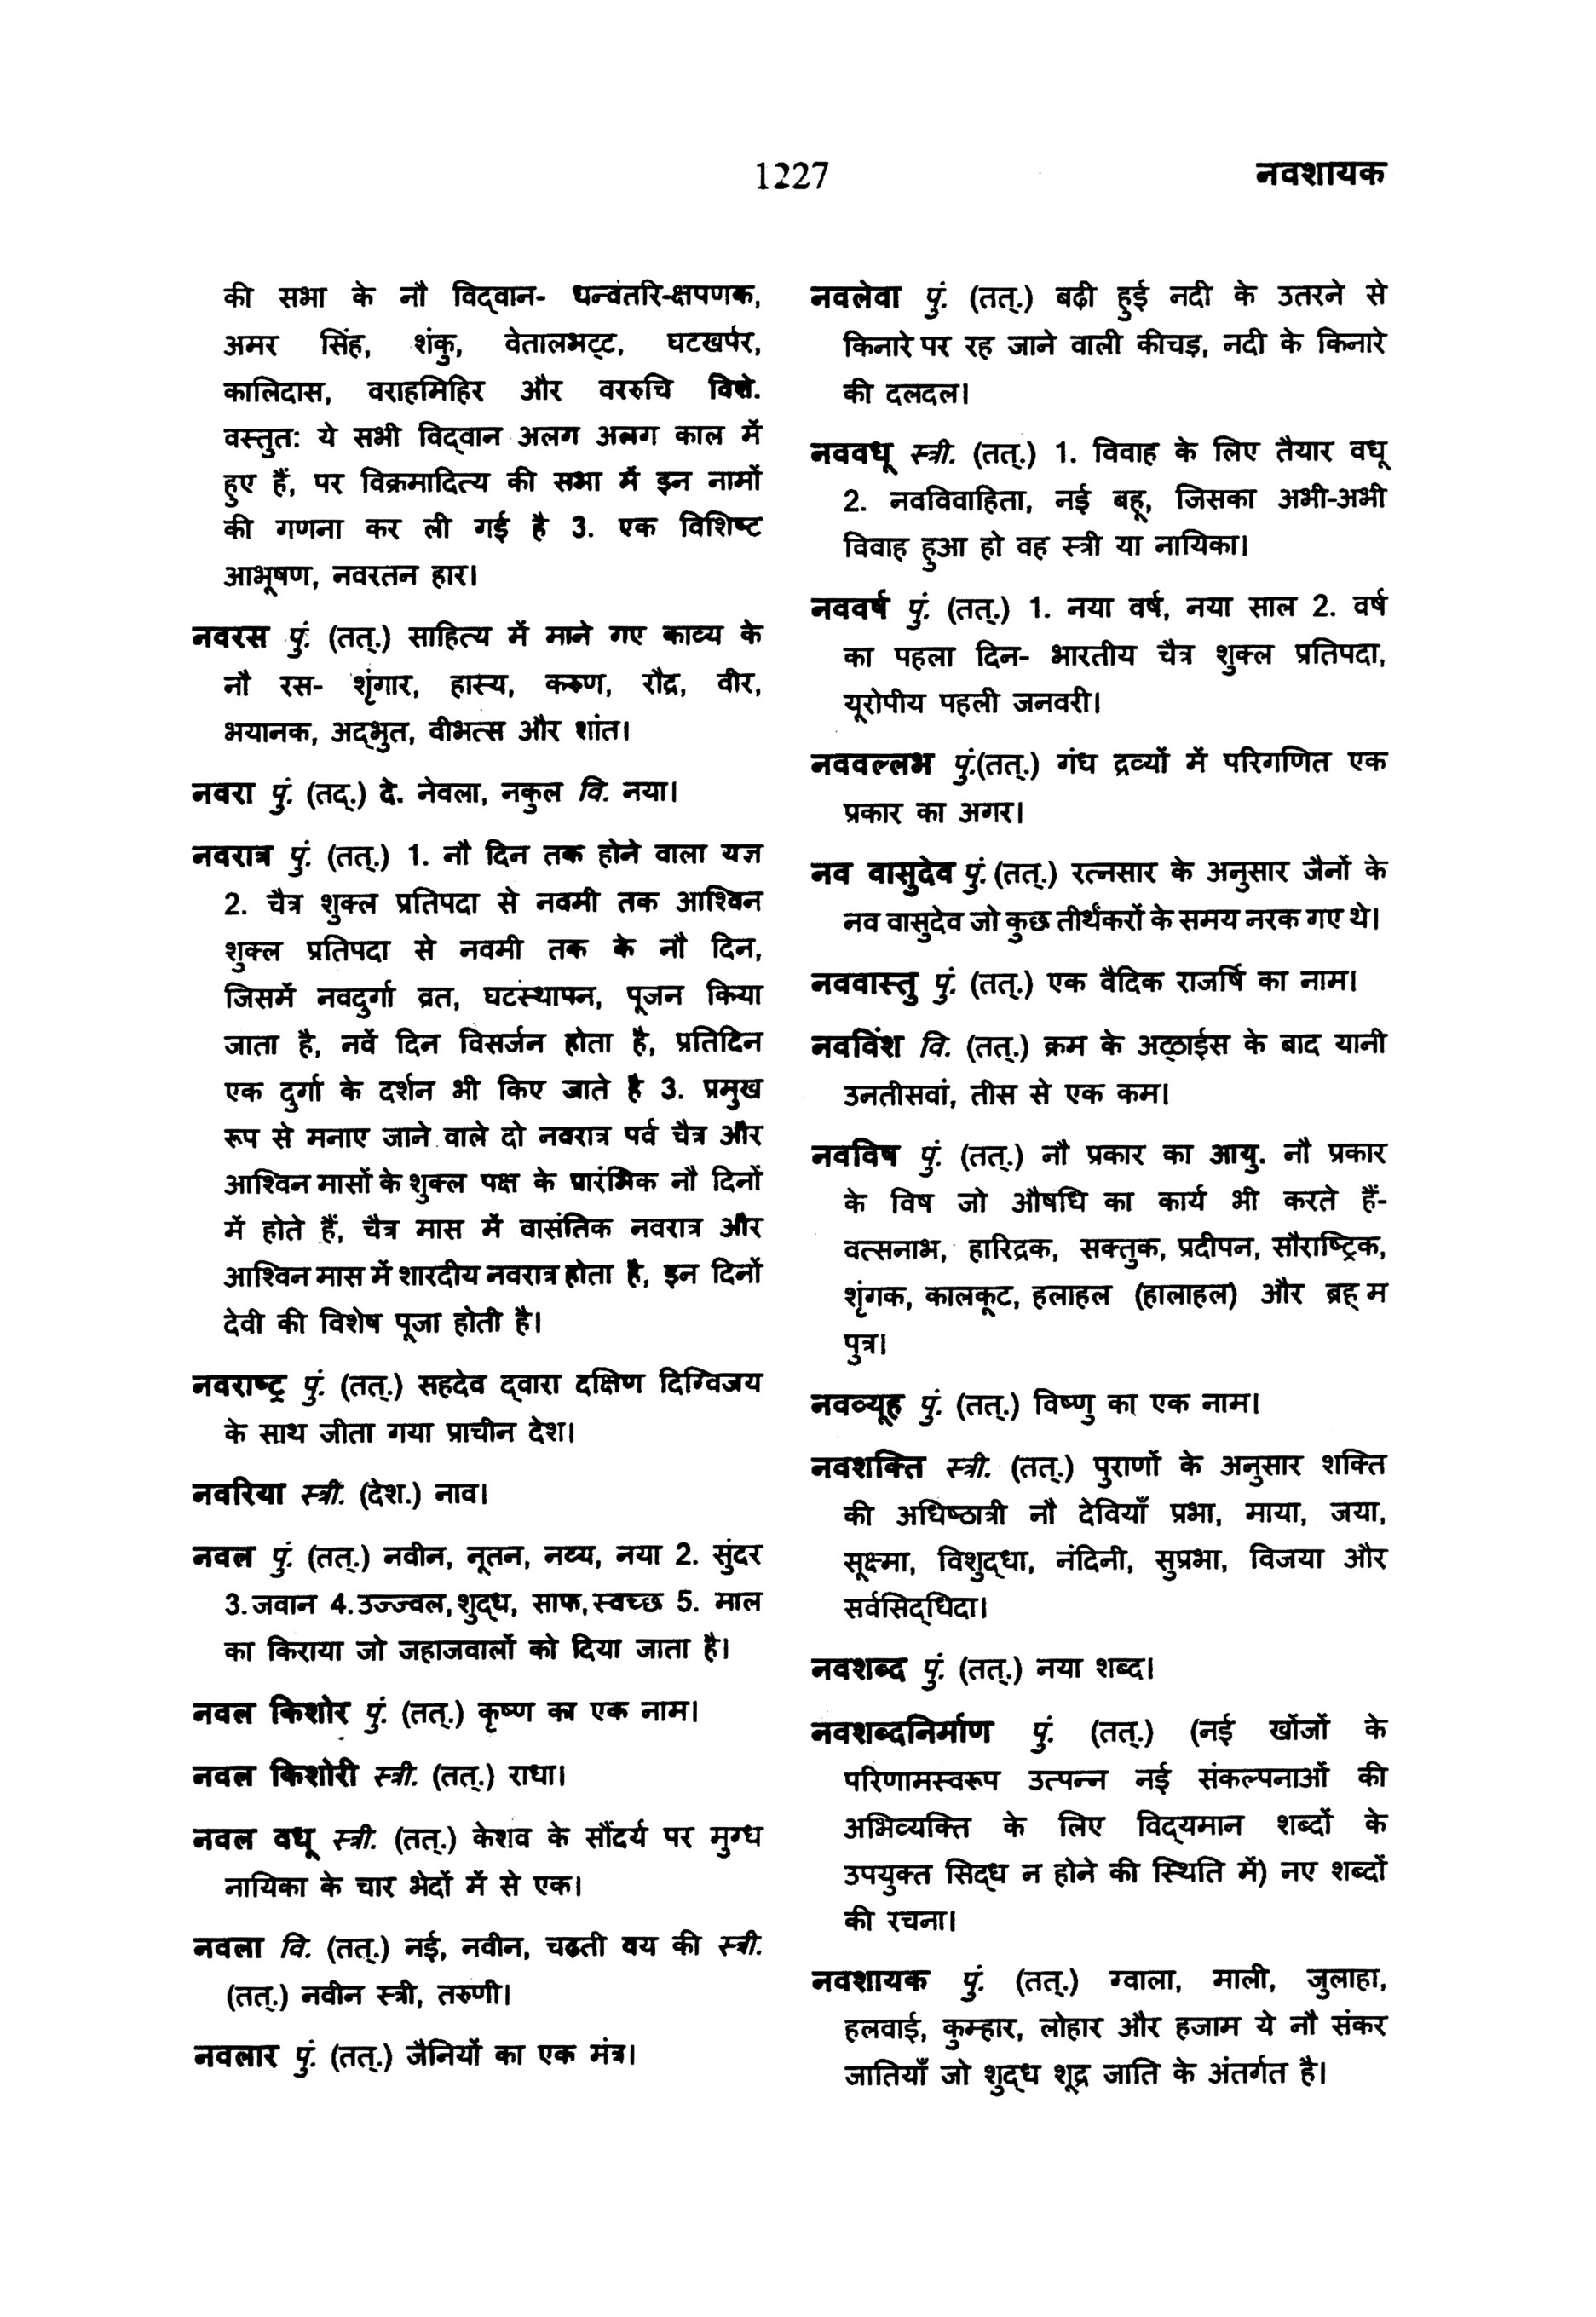 1227
नवशायक
की सभा के नौ विद्‌वान- धन्वंतरि-क्षपणक,
अमर सिंह, शंकु, वेतालभट्‌ट, घटखर्पर,
कालिदास, वराहमिहिर और वररुचि विशे.
वस्तुतः ये सभी विद्‌वान अलग अलग काल में
हुए हैं, पर विक्रमादित्य की सभा में इन नामों
की गणना कर ली गई है 3. एक विशिष्ट
आभूषण, नवरतन हार।
नवरस पुं. (तत्.) साहित्य में माने गए काव्य के
नौ रस- शृंगार, हास्य, करुण, रौद्र, वीर,
भयानक, अद्‌भुत, वीभत्स और शांत।
नवरा पुं. (तद्.) दे. नेवला, नकुल वि. नया।
नवरात्र पुं. (तत्.) 1. नौ दिन तक होने वाला यज्ञ
2. चैत्र शुक्ल प्रतिपदा से नवमी तक आश्विन
शुक्ल प्रतिपदा से नवमी तक के नौ दिन,
जिसमें नवदुर्गा व्रत, घटस्थापन, पूजन किया
जाता है, नवें दिन विसर्जन होता है, प्रतिदिन
एक दुर्गा के दर्शन भी किए जाते है 3. प्रमुख
रूप से मनाए जाने वाले दो नवरात्र पर्व चैत्र और
आश्विन मासों के शुक्ल पक्ष के प्रारंभिक नौ दिनों
में होते हैं, चैत्र मास में वासंतिक नवरात्र और
आश्विन मास में शारदीय नवरात्र होता है, इन दिनों
देवी की विशेष पूजा होती है।
नवराष्ट्र पुं. (तत्.) सहदेव द्‌वारा दक्षिण दिग्विजय
के साथ जीता गया प्राचीन देश।
नवरिया स्त्री. (देश.) नाव।
नवल पुं. (तत्.) नवीन, नूतन, नव्य, नया 2. सुंदर
3. जवान 4. उज्ज्वल, शुद्‌ध, साफ, स्वच्छ 5. माल
का किराया जो जहाजवालों को दिया जाता है।
नवल किशोर पुं. (तत्.) कृष्ण का एक नाम।
नवल किशोरी स्त्री. (तत्.) राधा।
नवल वधू स्त्री. (तत्.) केशव के सौंदर्य पर मुग्ध
नायिका के चार भेदों में से एक।
नवला वि. (तत्.) नई, नवीन, चढ़ती वय की स्त्री.
(तत्.) नवीन स्त्री, तरुणी।
नवलार पुं. (तत्.) जैनियों का एक मंत्र।
नवलेवा पुं. (तत्.) बढ़ी हुई नदी के उतरने से
किनारे पर रह जाने वाली कीचड़, नदी के किनारे
की दलदल।
नववधू स्त्री. (तत्.) 1. विवाह के लिए तैयार वधू
2. नवविवाहिता, नई बहू, जिसका अभी-अभी
विवाह हुआ हो वह स्त्री या नायिका।
नववर्ष पुं. (तत्.) 1. नया वर्ष, नया साल 2. वर्ष
का पहला दिन- भारतीय चैत्र शुक्ल प्रतिपदा,
यूरोपीय पहली जनवरी।
नववल्लभ पुं.(तत्.) गंध द्रव्यों में परिगणित एक
प्रकार का अगर।
नव वासुदेव पुं. (तत्.) रत्नसार के अनुसार जैनों के
नव वासुदेव जो कुछ तीर्थंकरों के समय नरक गए थे।
नववास्तु पुं. (तत्.) एक वैदिक राजर्षि का नाम।
नवविंश वि. (तत्.) क्रम के अट्‌ठाईस के बाद यानी
उनतीसवां, तीस से एक कम।
नवविष पुं. (तत्.) नौ प्रकार का आयु. नौ प्रकार
के विष जो औषधि का कार्य भी करते हैं-
वत्सनाभ, हारिद्रक, सक्तुक, प्रदीपन, सौराष्ट्रिक,
शृंगक, कालकूट, हलाहल (हालाहल) और ब्रह्‌म
पुत्र।
नवव्यूह पुं. (तत्.) विष्णु का एक नाम।
नवशक्ति स्त्री. (तत्.) पुराणों के अनुसार शक्ति
की अधिष्ठात्री नौ देवियाँ प्रभा, माया, जया,
सूक्ष्मा, विशुद्‌धा, नंदिनी, सुप्रभा, विजया और
सर्वसिद्‌धिदा।
नवशब्द पुं. (तत्.) नया शब्द।
नवशब्दनिर्माण पुं. (तत्.) (नई खोंजों के
परिणामस्वरूप उत्पन्न नई संकल्पनाओं की
अभिव्यक्ति के लिए विद्‌यमान शब्दों के
उपयुक्त सिद्‌ध न होने की स्थिति में) नए शब्दों
की रचना।
नवशायक पुं. (तत्.) ग्वाला, माली, जुलाहा,
हलवाई, कुम्हार, लोहार और हजाम ये नौ संकर
जातियाँ जो शुद्‌ध शूद्र जाति के अंतर्गत है।